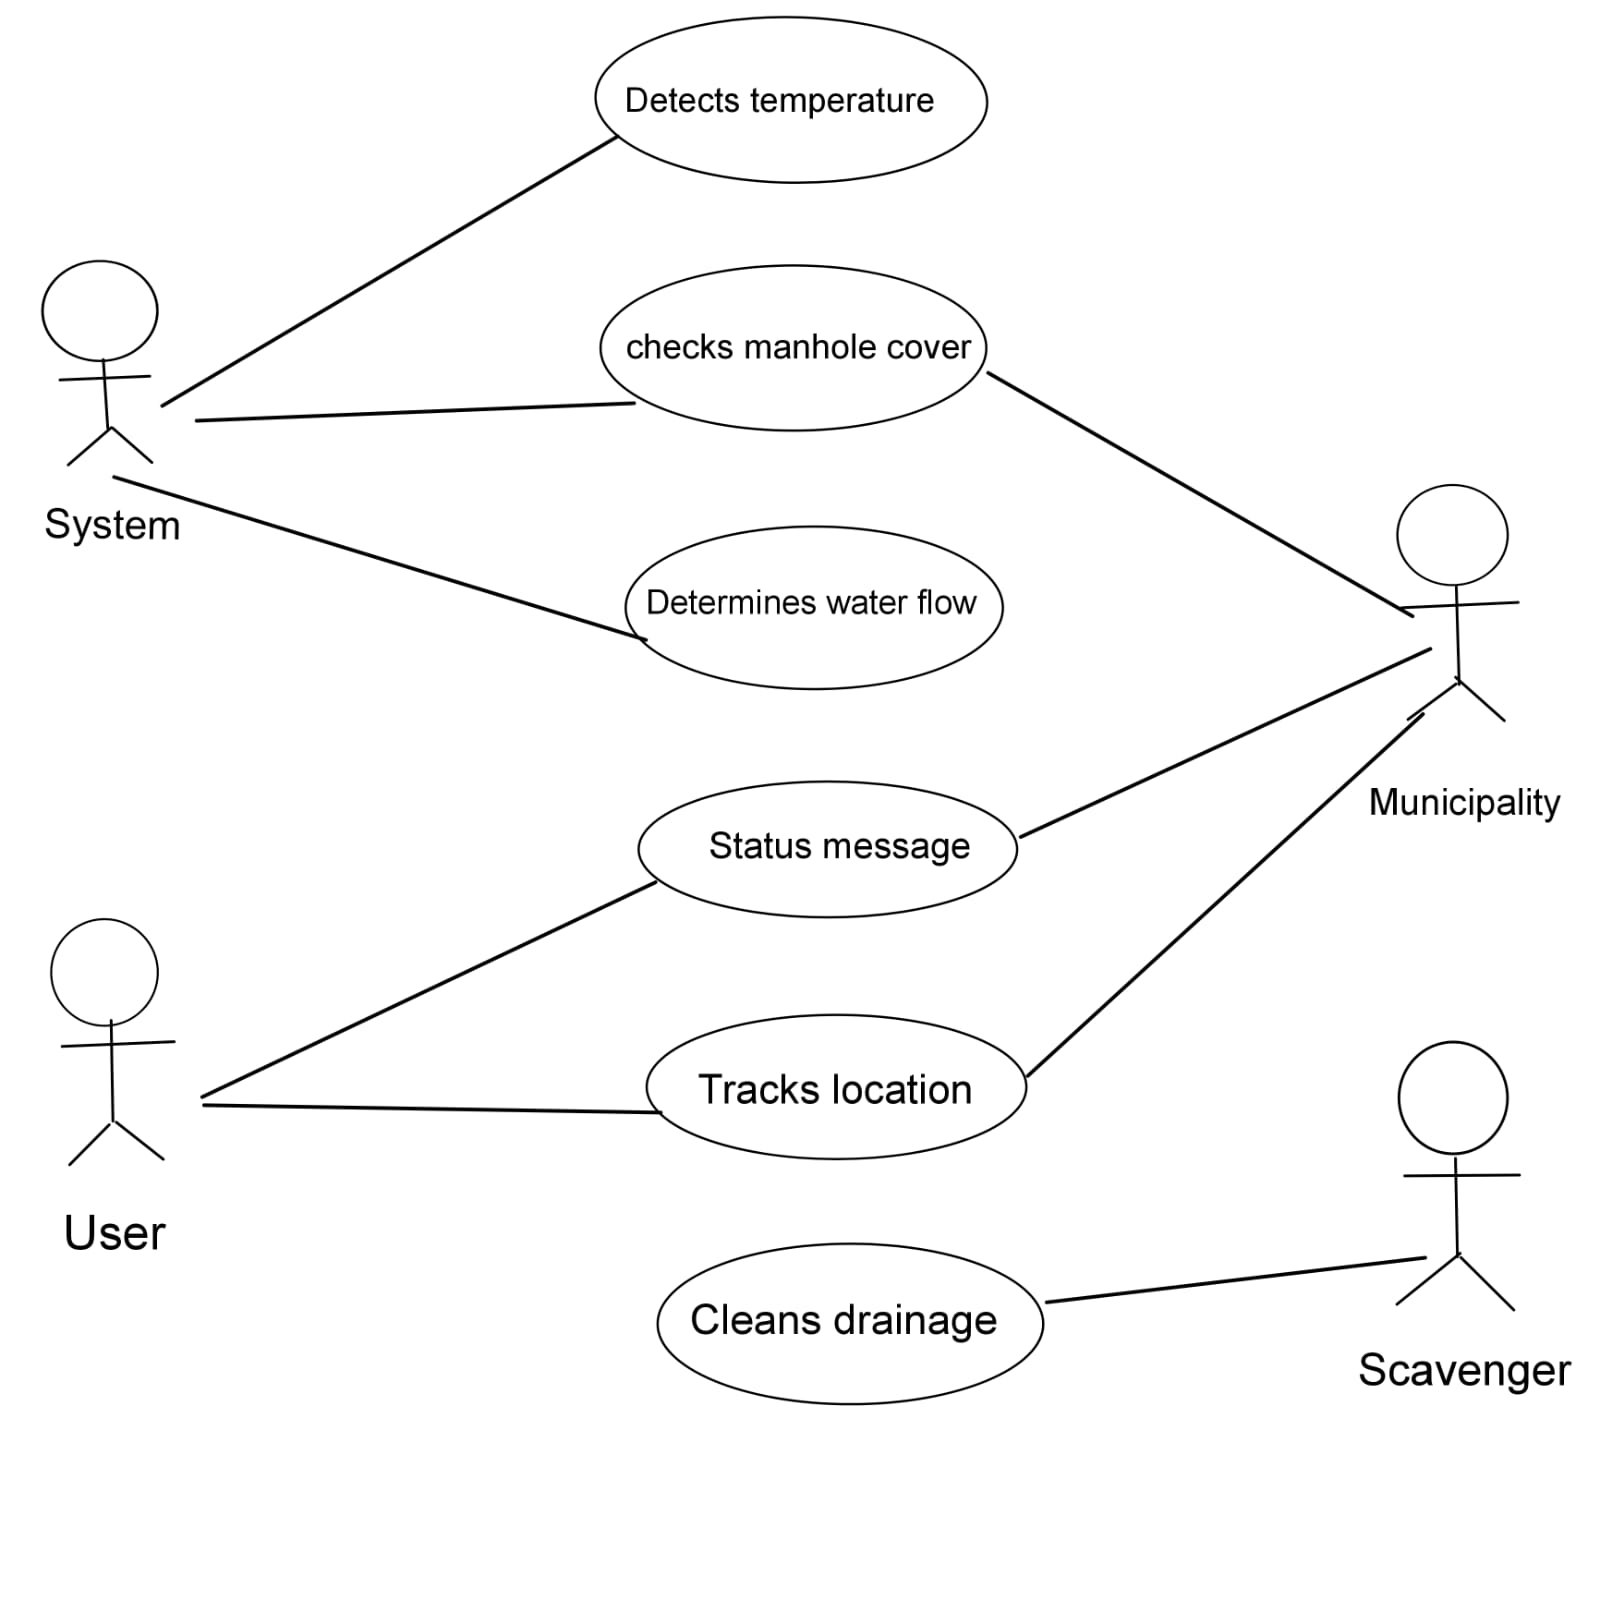 Detects temperature
checks manhole cover
System
Determines water flow
Municipality
Status message
Tracks location
User
Cleans drainage
Scavenger